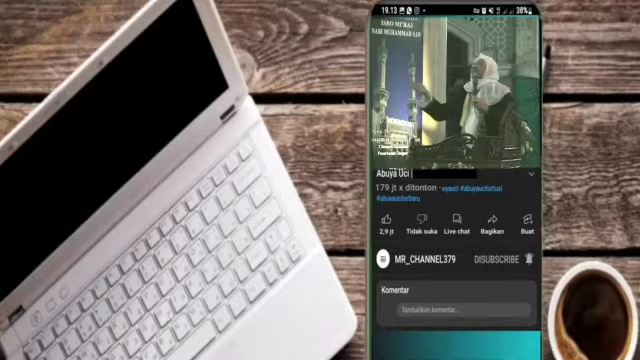 19.13
38%
ISRO MI'RAJ
NABI MUHAMMAD SAW
Abuya Uci |
179 jt x ditonton
#abuyauciterbaru
2,9 jt
Tidak suka
Live chat
Bagikan
Buat
MR_CHANNEL379
DISUBSCRIBE
Komentar
Tambahkan komentar...